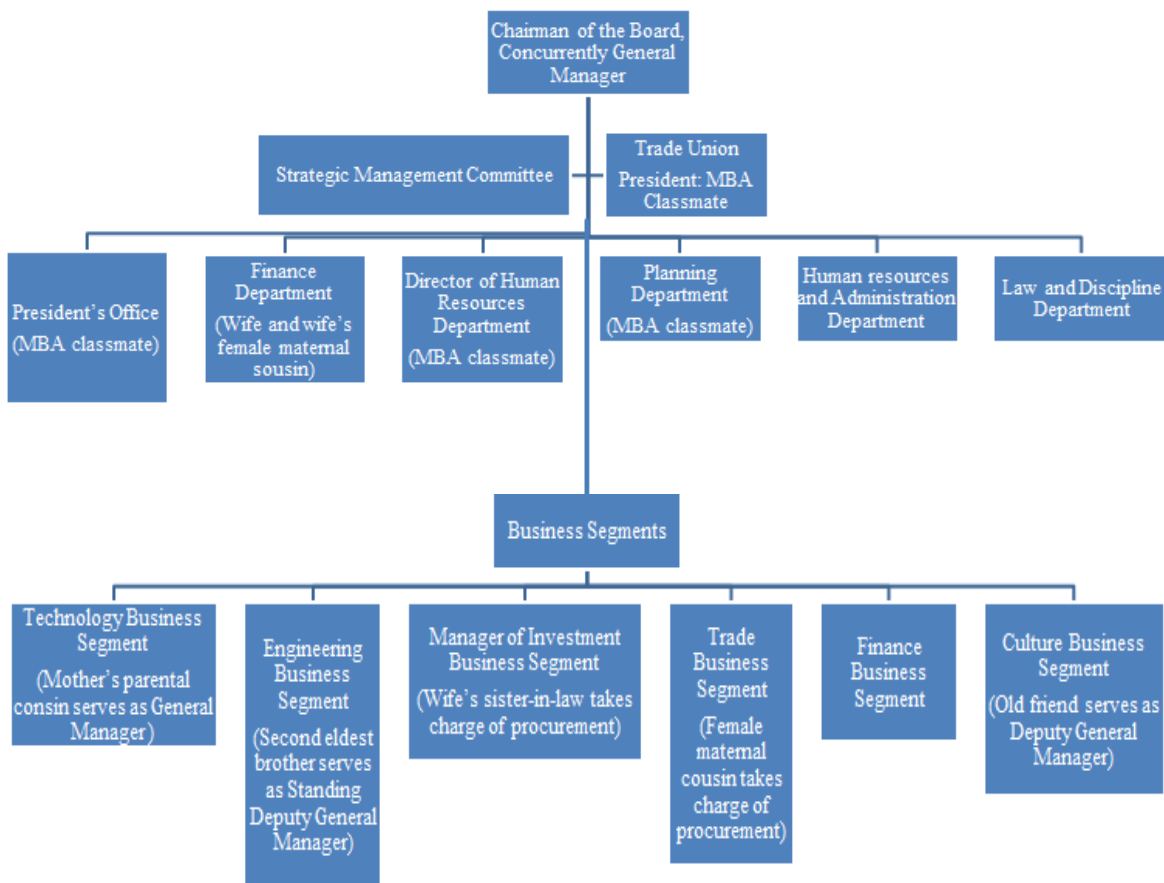 Chairman of the Board,
Concurrently General
Manager
Strategic Management Committee
Trade Union
President: MBA
Classmate
President's Office
(MBA classmate)
Finance
Department
(Wife and wife's
female maternal
sousin)
Director of Human
Resources
Department
(MBA classmate)
Planning
Department
(MBA classmate)
Human resources
and Administration
Department
Law and Discipline
Department
Business Segments
Technology Business
Segment
(Mother's parental
consin serves as General
Manager)
Engineering
Business
Segment
(Second eldest
brother serves
as Standing
Deputy General
Manager)
Manager of Investment
Business Segment
(Wife's sister-in-law takes
charge of procurement)
Trade
Business
Segment
(Female
maternal
cousin takes
charge of
procurement)
Finance
Business
Segment
Culture Business
Segment
(Old friend serves as
Deputy General
Manager)